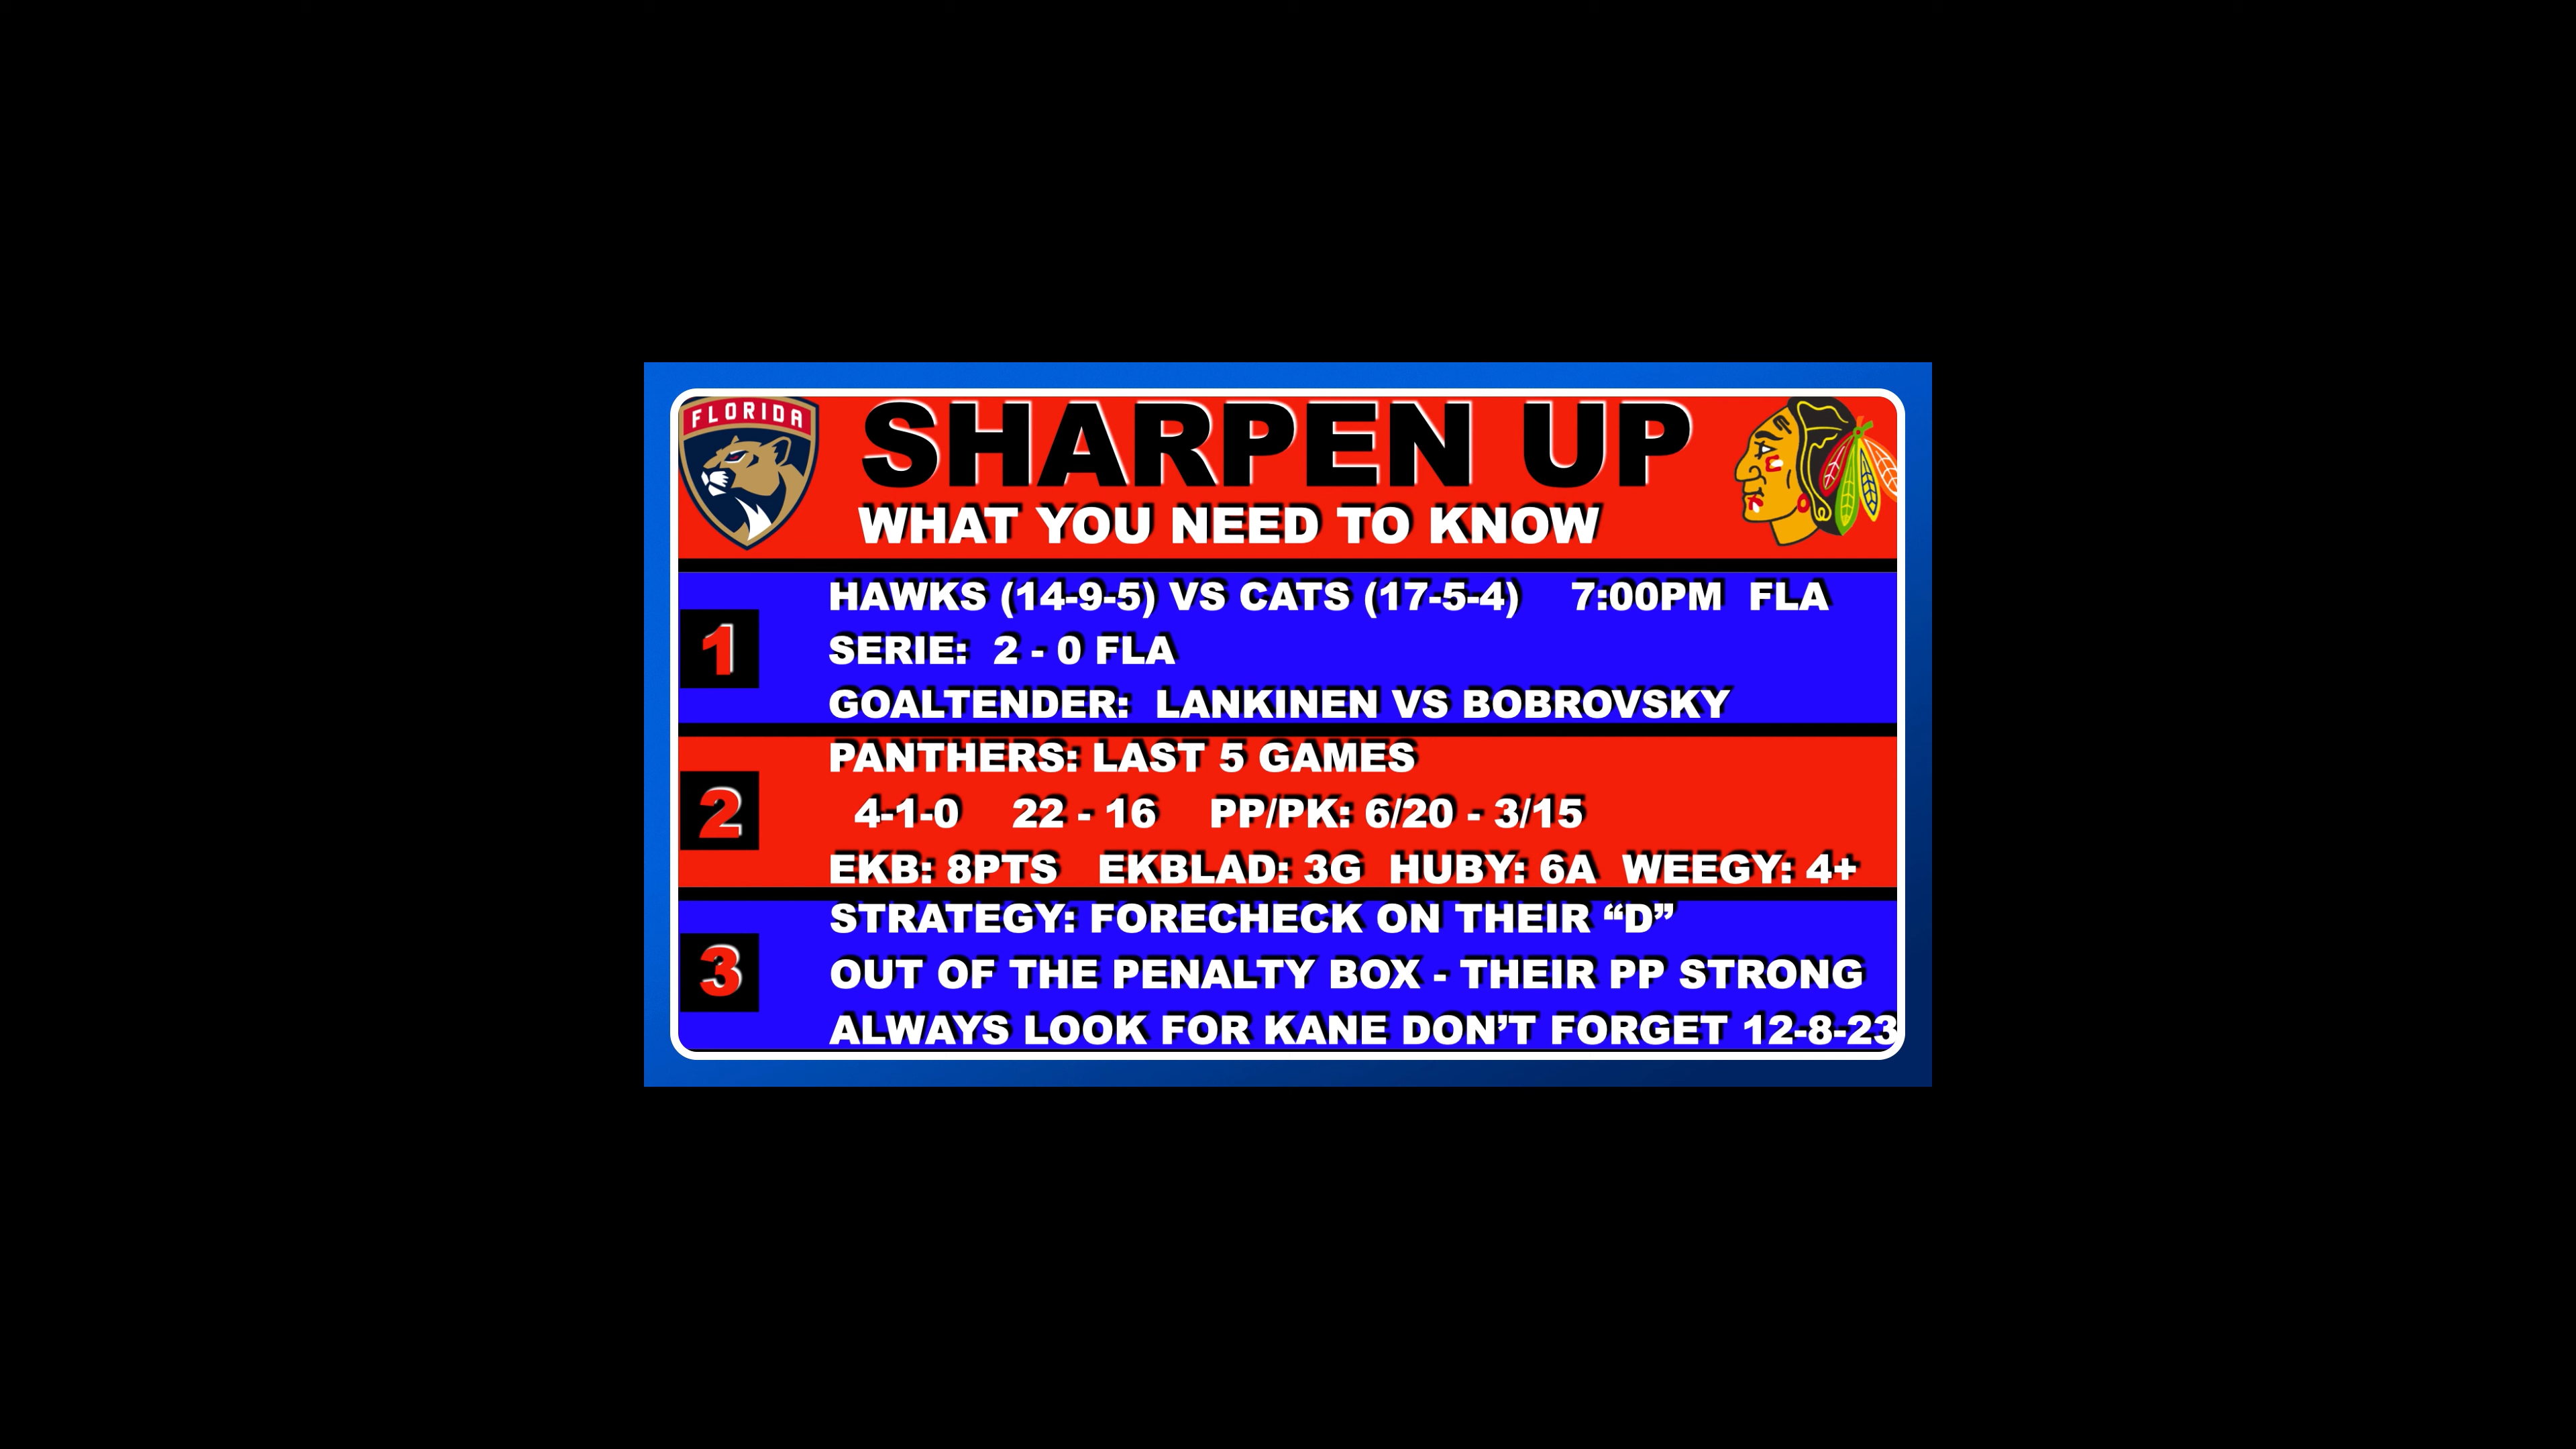 FLORIDA
SHARPEN UP
WHAT YOU NEED TO KNOW
1
HAWKS (14-9-5) VS CATS (17-5-4) 7:00PM FLA
SERIE: 2 - 0 FLA
GOALTENDER: LANKINEN VS BOBROVSKY
2
PANTHERS: LAST 5 GAMES
4-1-0 22 - 16 PP/PK: 6/20 - 3/15
EKB: 8PTS EKBLAD: 3G HUBY: 6A WEEGY: 4+
3
STRATEGY: FORECHECK ON THEIR “D”
OUT OF THE PENALTY BOX - THEIR PP STRONG
ALWAYS LOOK FOR KANE DON’T FORGET 12-8-23